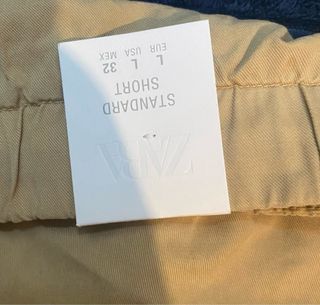 ZARA
STANDARD
SHORT
L L 32
EUR USA MEX